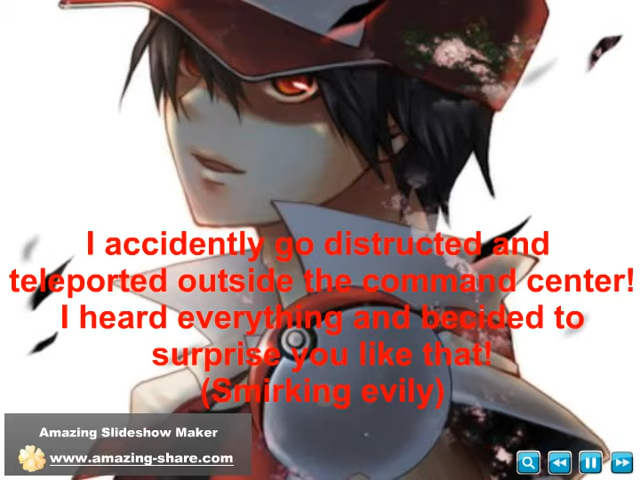 I accidently go distructed and
teleported outside the command center!
I heard everything and becided to
surprise you like that!
(Smirking evily)
Amazing Slideshow Maker
www.amazing-share.com